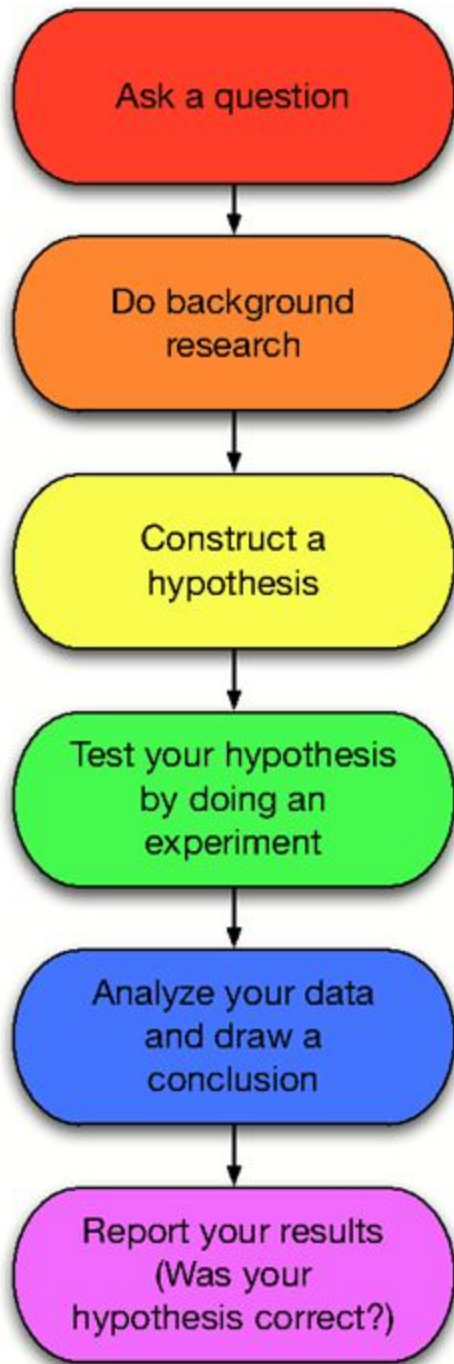 Ask a question
Do background
research
Construct a
hypothesis
Test your hypothesis
by doing an
experiment
Analyze your data
and draw a
conclusion
Report your results
(Was your
hypothesis correct?)